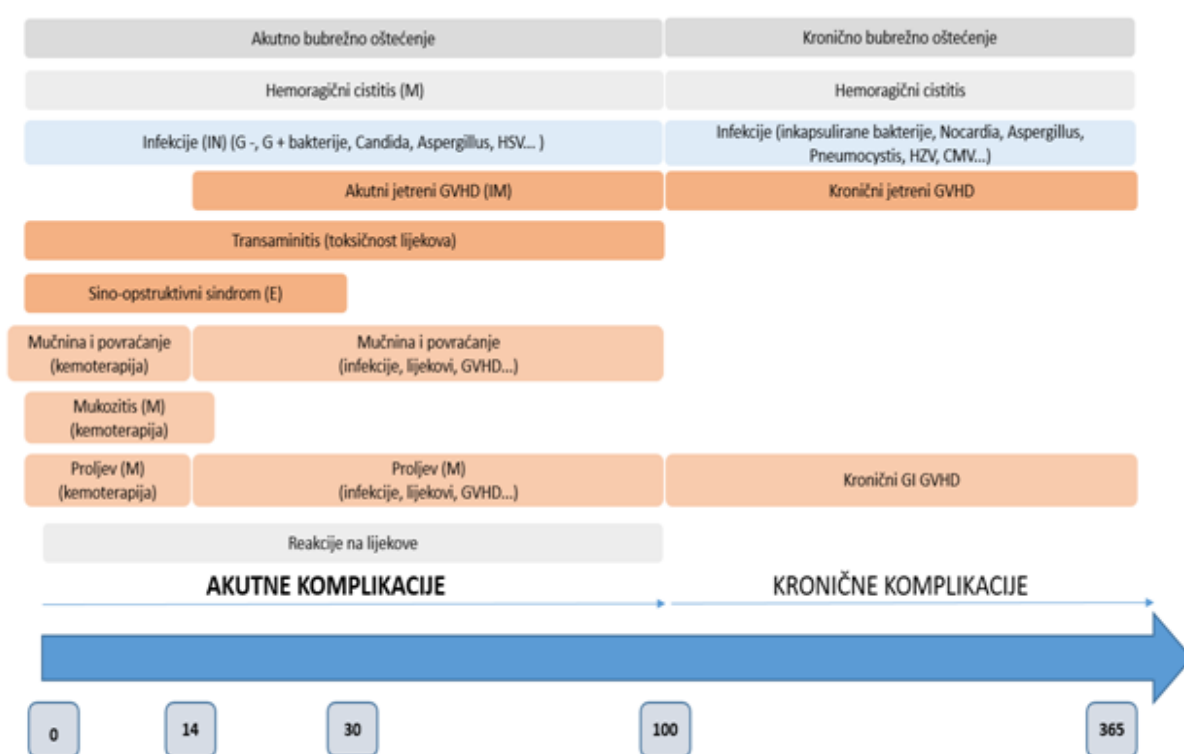 Akutno bubrežno oštećenje
Kronično bubrežno oštećenje
Hemoragični cistitis (M)
Hemoragični cistitis
Infekcije (IN) (G -, G + bakterije, Candida, Aspergillus, HSV... )
Infekcije (inkapsulirane bakterije, Nocardia, Aspergillus,
Pneumocystis, HZV, CMV...)
Akutni jetreni GVHD (IM)
Kronični jetreni GVHD
Transaminitis (toksičnost lijekova)
Sino-opstruktivni sindrom (E)
Mučnina i povraćanje
(kemoterapija)
Mučnina i povraćanje
(infekcije, lijekovi, GVHD...)
Mukozitis (M)
(kemoterapija)
Proljev (M)
(kemoterapija)
Proljev (M)
(infekcije, lijekovi, GVHD...)
Kronični GI GVHD
Reakcije na lijekove
AKUTNE KOMPLIKACIJE
KRONIČNE KOMPLIKACIJE
0
14
30
100
365